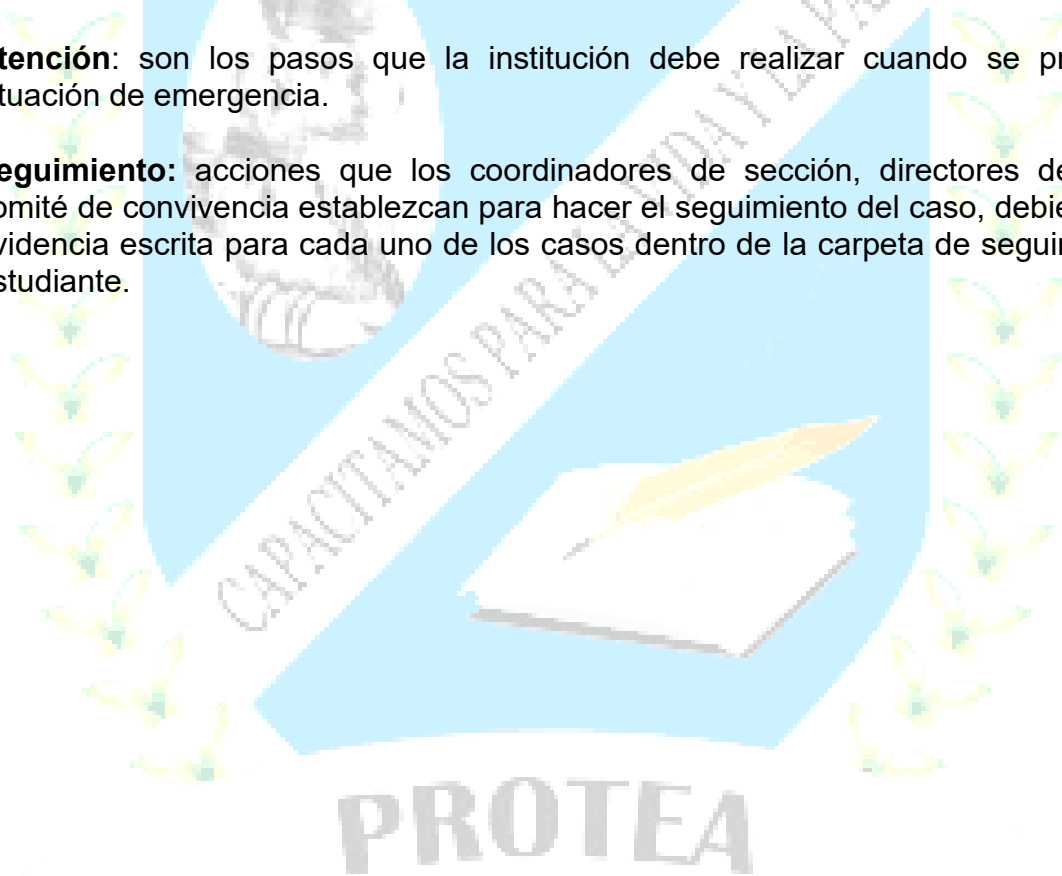 tención: son los pasos que la institución debe realizar cuando se pr
tuación de emergencia.
eguimiento: acciones que los coordinadores de sección, directores de
omité de convivencia establezcan para hacer el seguimiento del caso, debie
videncia escrita para cada uno de los casos dentro de la carpeta de seguir
studiante.
CAPACITAMOS PARA LA VIDA Y LA PA
PROTEA